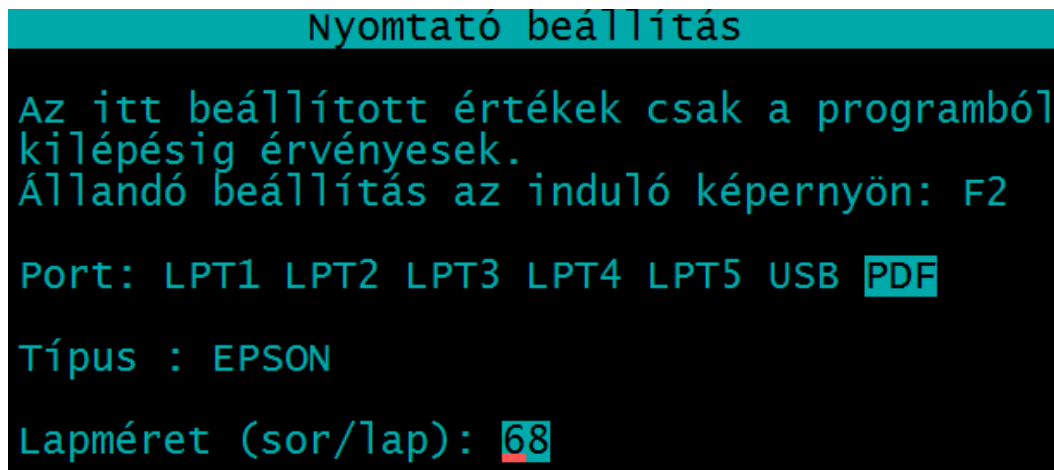 Nyomtató beállítás
Az itt beállított értékek csak a programból
kilépésig érvényesek.
Állandó beállítás az induló képernyön: F2
Port: LPT1 LPT2 LPT3 LPT4 LPT5 USB PDF
Típus : EPSON
Lapméret (sor/lap): 68